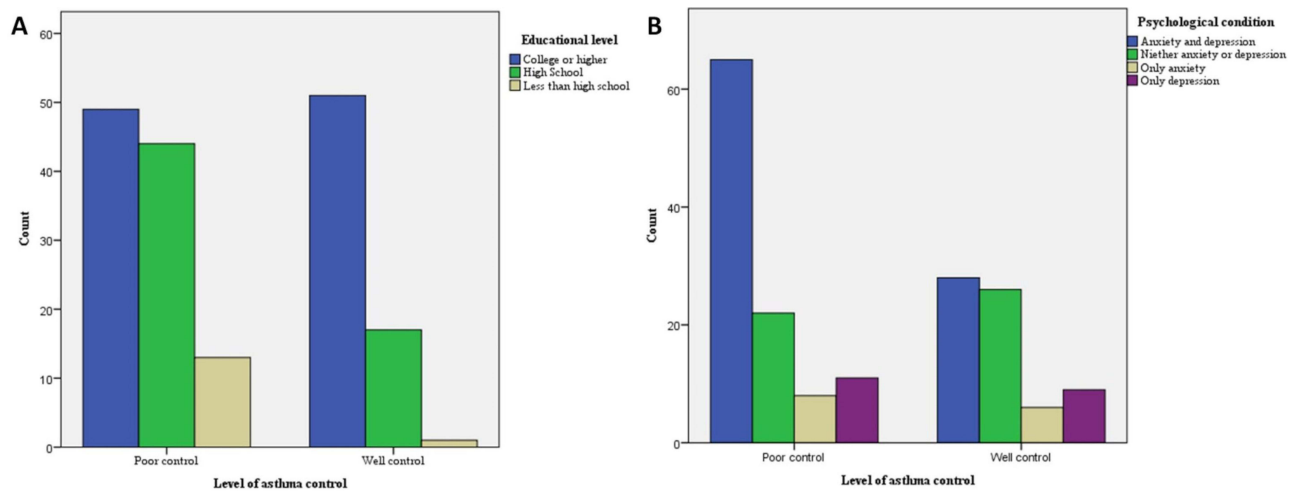 A
Educational level
College or higher
High School
Less than high school
60
50
40
30
20
10
0
Count
Poor control
Well control
Level of asthma control
B
Psychological condition
Anxiety and depression
Niether anxiety or depression
Only anxiety
Only depression
60
40
20
0
Count
Poor control
Well control
Level of asthma control